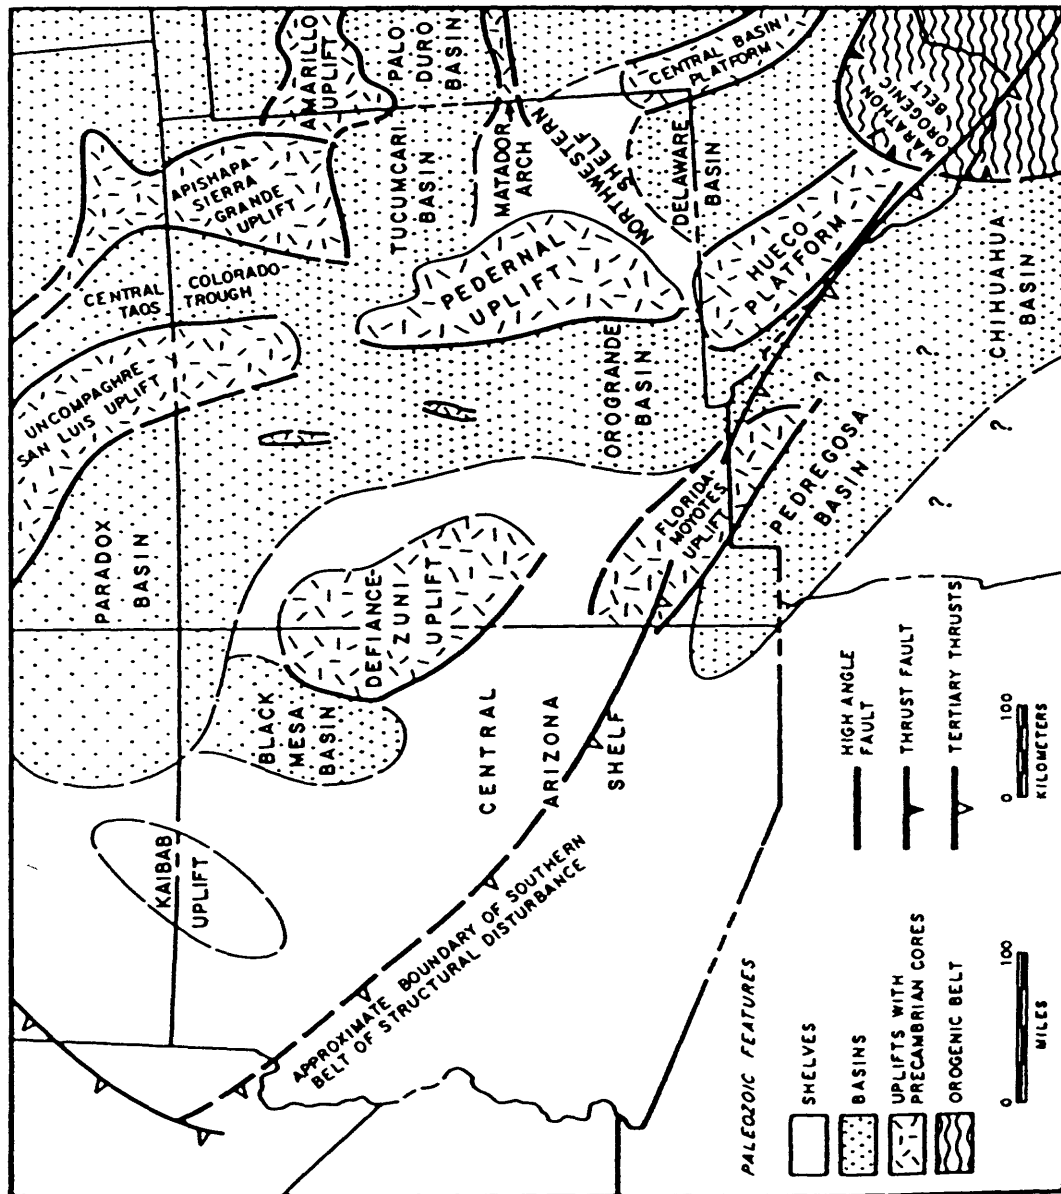 UNCOMPAGHRE
SAN LUIS UPLIFT
CENTRAL COLORADO-
TAOS TROUGH
APISHAPA-
SIERRA
GRANDE
UPLIFT
AMARILLO
UPLIFT
PALO
DURO
BASIN
TUCUMCARI
BASIN
MATADOR
ARCH
NORTHWESTERN
SHELF
CENTRAL BASIN
PLATFORM
DELAWARE
BASIN
PEDERNAL
UPLIFT
OROGRANDE
BASIN
HUECO
PLATFORM
MARATHON
OROGENIC
BELT
CHIHUAHUA
BASIN
?
?
?
?
PEDREGOSA
BASIN
FLORIDA-
MOYOTES
UPLIFT
PARADOX
BASIN
DEFIANCE-
ZUNI
UPLIFT
BLACK
MESA
BASIN
KAIBAB
UPLIFT
CENTRAL
ARIZONA
SHELF
APPROXIMATE BOUNDARY OF SOUTHERN
BELT OF STRUCTURAL DISTURBANCE
PALEOZOIC FEATURES
SHELVES
BASINS
UPLIFTS WITH
PRECAMBRIAN CORES
OROGENIC BELT
HIGH ANGLE
FAULT
THRUST FAULT
TERTIARY THRUSTS
0 100
MILES
0 100
KILOMETERS